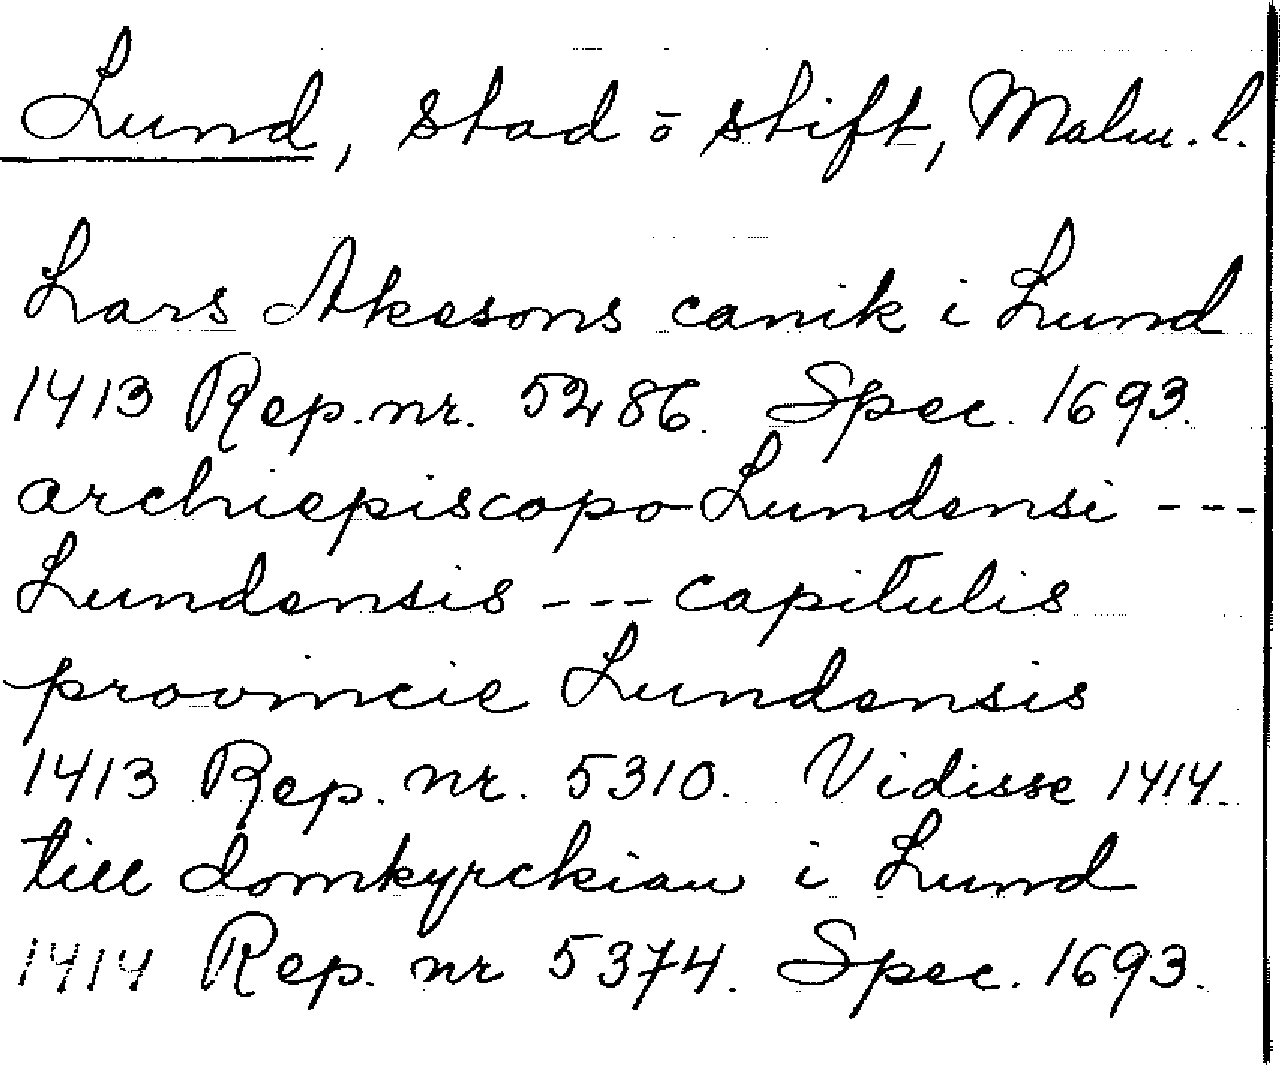 Lund, stad o stift, Malm. l.
Lars Akesons canik i Lund
1413 Rep. nr. 5286. Spec. 1693.
archiepiscopo Lundensi ---
Lundensis --- capitulis
provincie Lundensis
1413 Rep. nr. 5310. Vidisse 1414
till domkyrckian i Lund
1414 Rep. nr 5374. Spec. 1693.